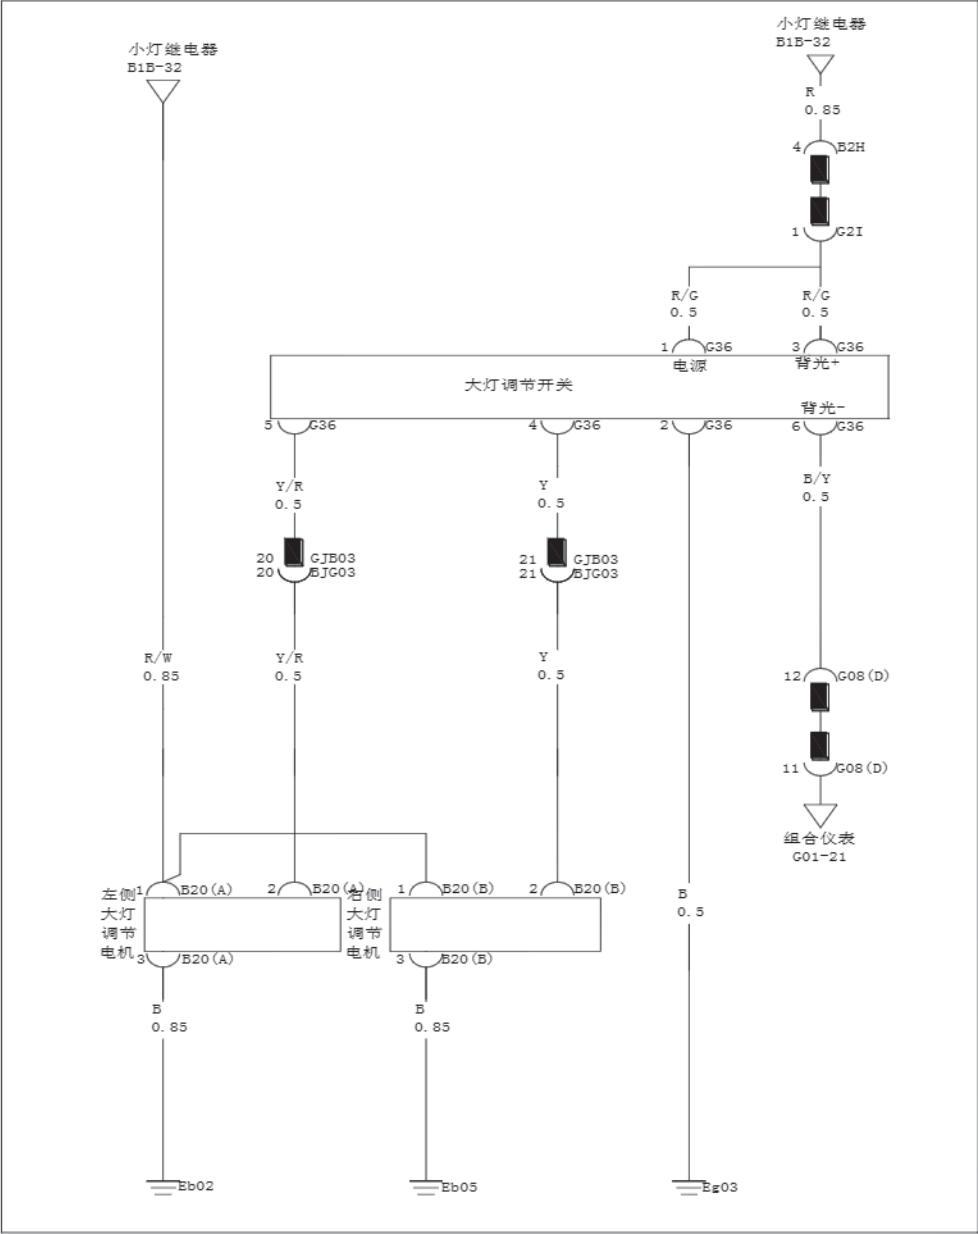 小灯继电器
B1B-32
小灯继电器
B1B-32
R
0.85
4 B2H
1 G2I
R/G
0.5
R/G
0.5
1 G36
3 G36
电源
背光+
大灯调节开关
背光-
5 G36
4 G36
2 G36
6 G36
Y/R
0.5
Y
0.5
B/Y
0.5
20 GJB03
20 BJG03
21 GJB03
21 BJG03
R/W
0.85
Y/R
0.5
Y
0.5
12 G08(D)
11 G08(D)
组合仪表
G01-21
1 B20(A)
2 B20(A)
1 B20(B)
2 B20(B)
左侧
大灯
调节
电机
右侧
大灯
调节
电机
3 B20(A)
3 B20(B)
B
0.5
B
0.85
B
0.85
Eb02
Eb05
Eg03